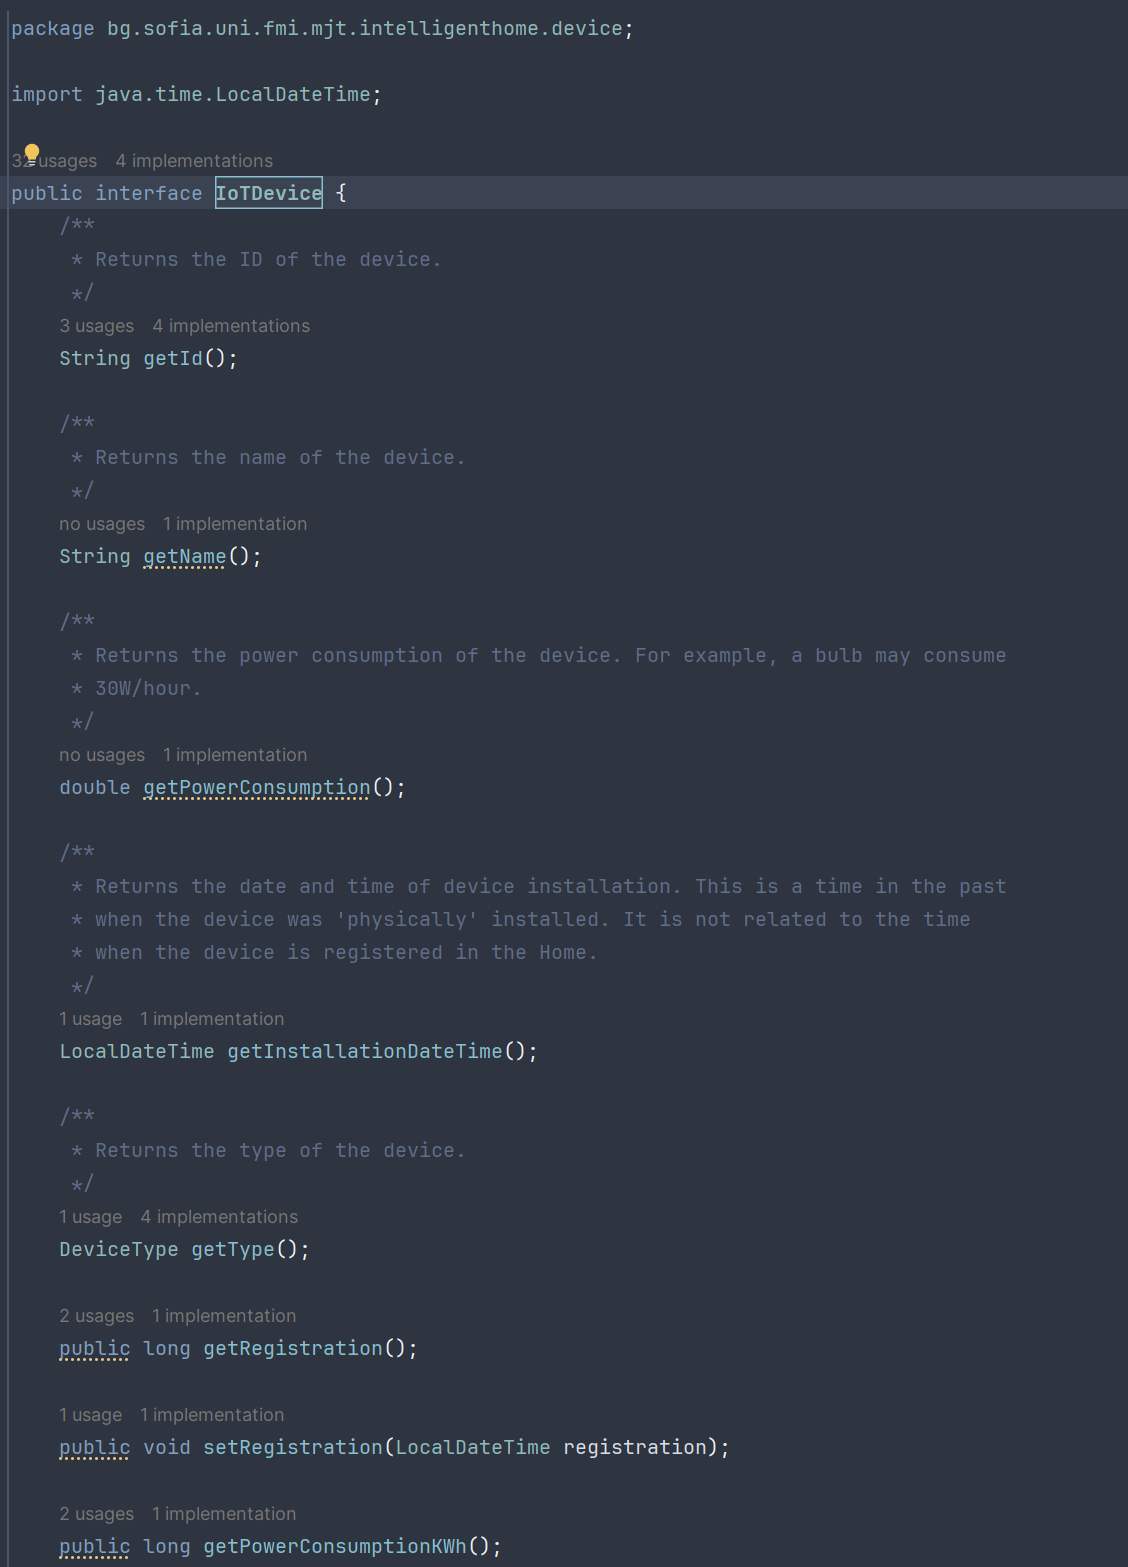 package bg.sofia.uni.fmi.mjt.intelligenthome.device;
import java.time.LocalDateTime;
32 usages 4 implementations
public interface IoTDevice {
/**
* Returns the ID of the device.
*/
3 usages 4 implementations
String getId();
/**
* Returns the name of the device.
*/
no usages 1 implementation
String getName();
/**
* Returns the power consumption of the device. For example, a bulb may consume
* 30W/hour.
*/
no usages 1 implementation
double getPowerConsumption();
/**
* Returns the date and time of device installation. This is a time in the past
* when the device was 'physically' installed. It is not related to the time
* when the device is registered in the Home.
*/
1 usage 1 implementation
LocalDateTime getInstallationDateTime();
/**
* Returns the type of the device.
*/
1 usage 4 implementations
DeviceType getType();
2 usages 1 implementation
public long getRegistration();
1 usage 1 implementation
public void setRegistration(LocalDateTime registration);
2 usages 1 implementation
public long getPowerConsumptionKWh();